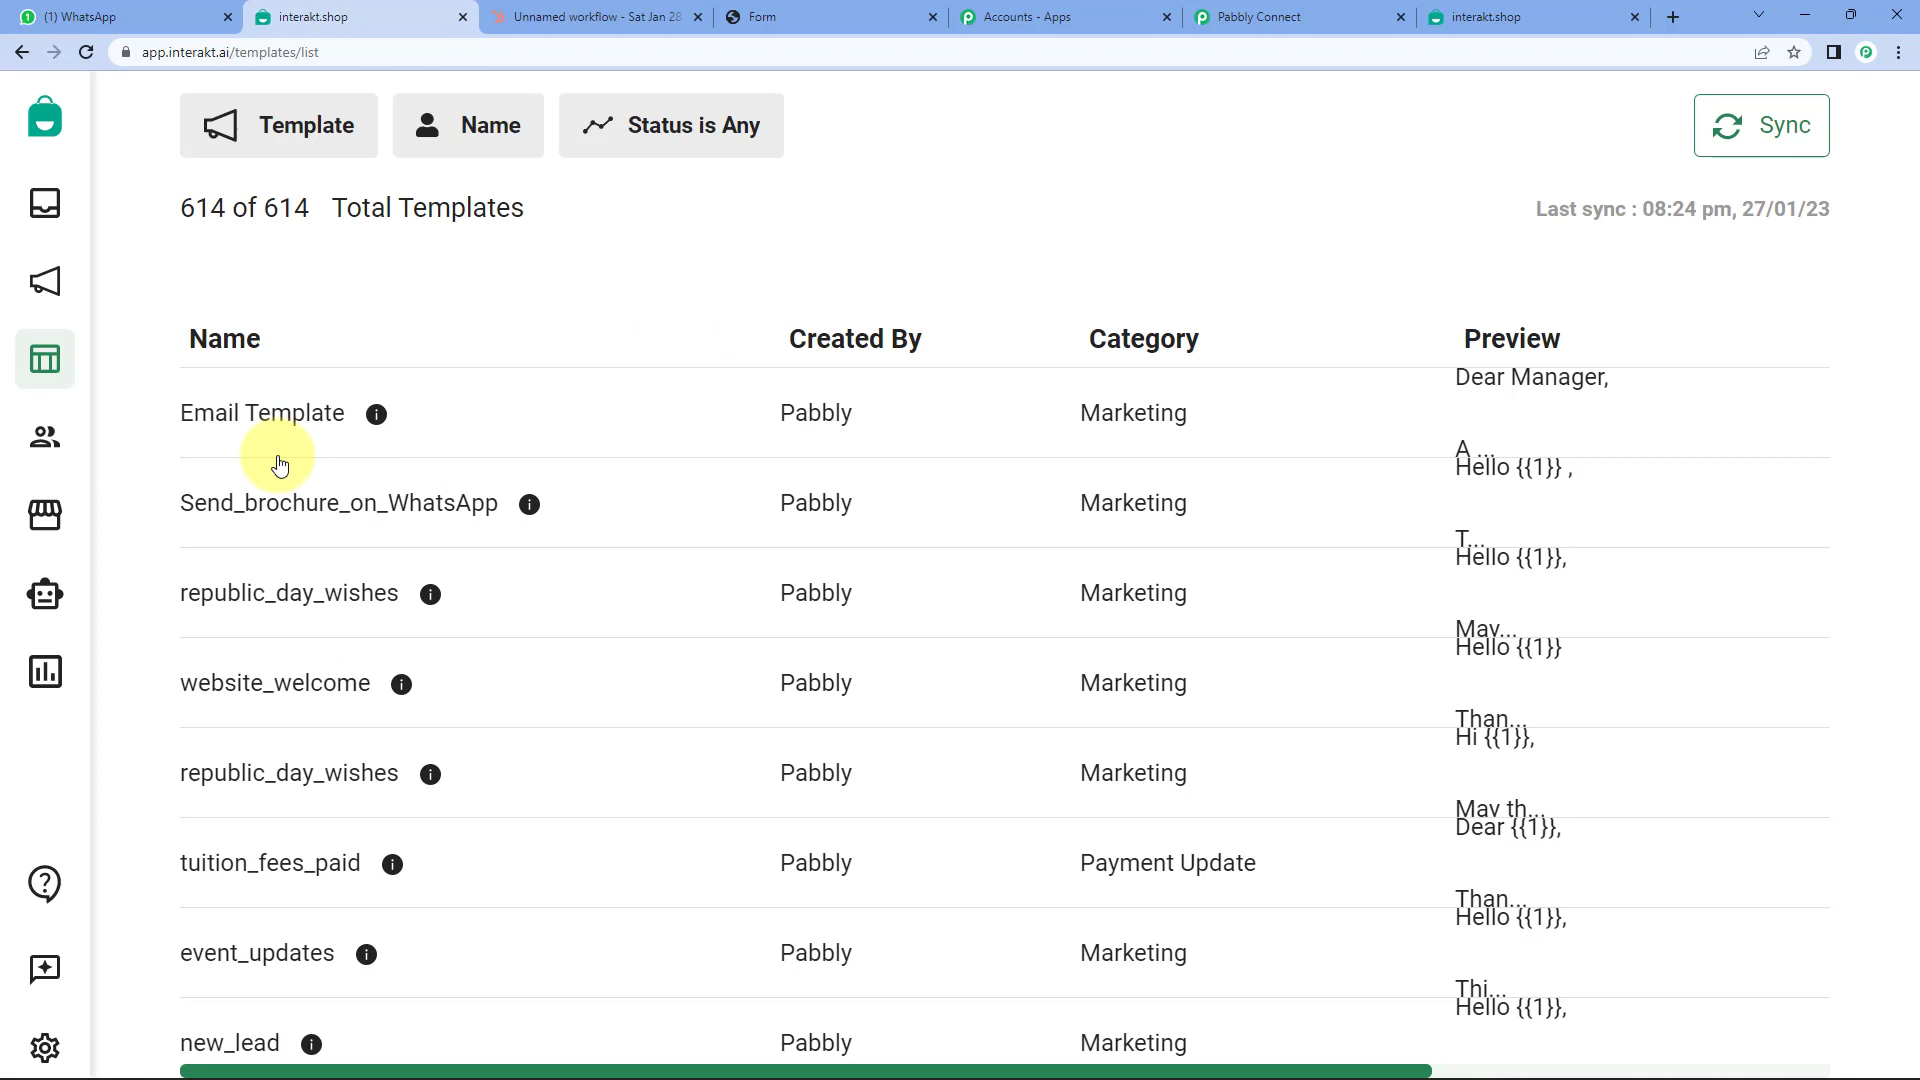 (1) WhatsApp
interakt.shop
Unnamed workflow - Sat Jan 28
Form
Accounts - Apps
Pabbly Connect
interakt.shop
app.interakt.ai/templates/list
Template
Name
Status is Any
Sync
614 of 614 Total Templates
Last sync : 08:24 pm, 27/01/23
Name Created By Category Preview
Dear Manager,
Email Template Pabbly Marketing
A ...
Hello {{1}} ,
Send_brochure_on_WhatsApp Pabbly Marketing
T...
Hello {{1}},
republic_day_wishes Pabbly Marketing
May...
Hello {{1}}
website_welcome Pabbly Marketing
Than...
Hi {{1}},
republic_day_wishes Pabbly Marketing
May th...
Dear {{1}},
tuition_fees_paid Pabbly Payment Update
Than...
Hello {{1}},
event_updates Pabbly Marketing
Thi...
Hello {{1}},
new_lead Pabbly Marketing